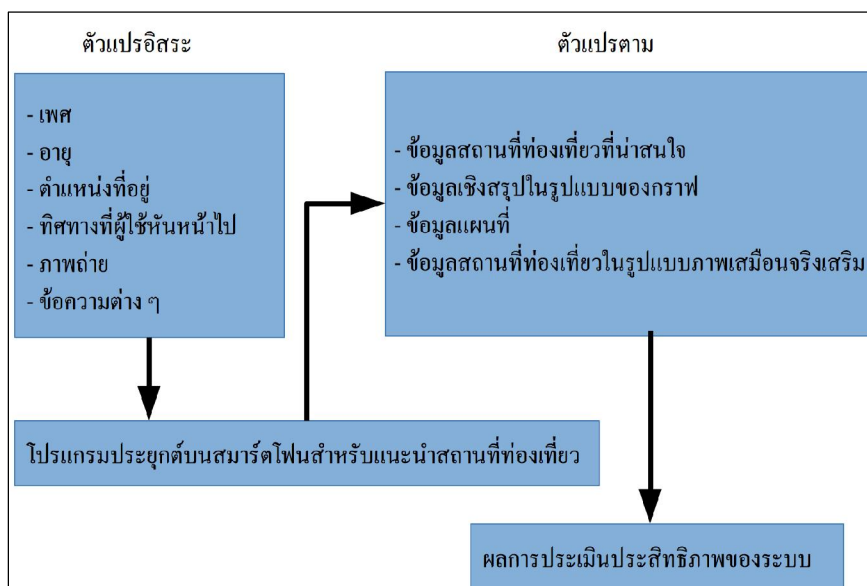 ตัวแปรอิสระ
- เพศ
- อายุ
- ตำแหน่งที่อยู่
- ทิศทางที่ผู้ใช้หันหน้าไป
- ภาพถ่าย
- ข้อความต่าง ๆ
ตัวแปรตาม
- ข้อมูลสถานที่ท่องเที่ยวที่น่าสนใจ
- ข้อมูลเชิงสรุปในรูปแบบของกราฟ
- ข้อมูลแผนที่
- ข้อมูลสถานที่ท่องเที่ยวในรูปแบบภาพเสมือนจริงเสริม
โปรแกรมประยุกต์บนสมาร์ตโฟนสำหรับแนะนำสถานที่ท่องเที่ยว
ผลการประเมินประสิทธิภาพของระบบ